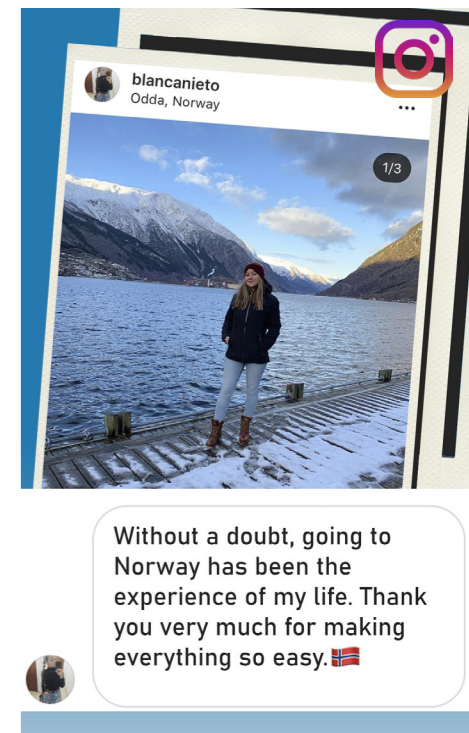 blancanieto
Odda, Norway
1/3
Without a doubt, going to
Norway has been the
experience of my life. Thank
you very much for making
everything so easy.🇳🇴